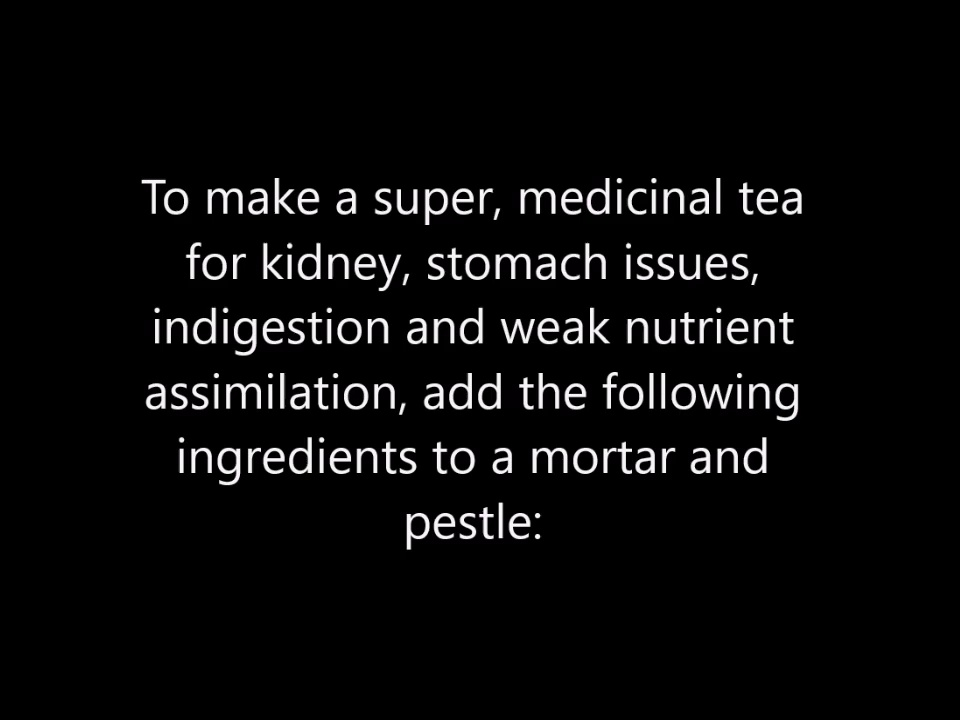 To make a super, medicinal tea
for kidney, stomach issues,
indigestion and weak nutrient
assimilation, add the following
ingredients to a mortar and
pestle: